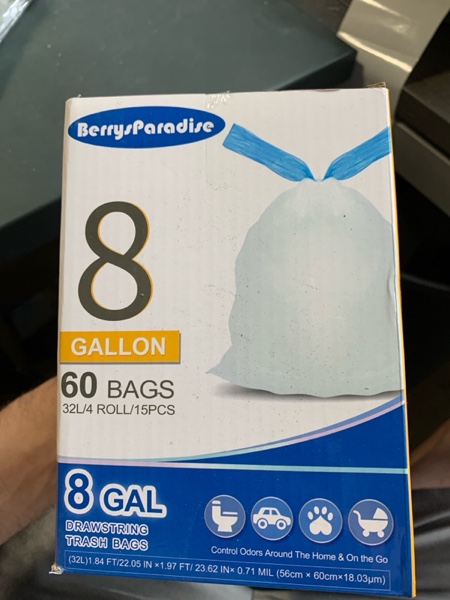 BerrysParadise
8
GALLON
60 BAGS
32L/4 ROLL/15PCS
8 GAL
DRAWSTRING
TRASH BAGS
Control Odors Around The Home & On the Go
(32L)1.84 FT/22.05 IN ×1.97 FT/ 23.62 IN× 0.71 MIL (56cm × 60cm×18.03μm)